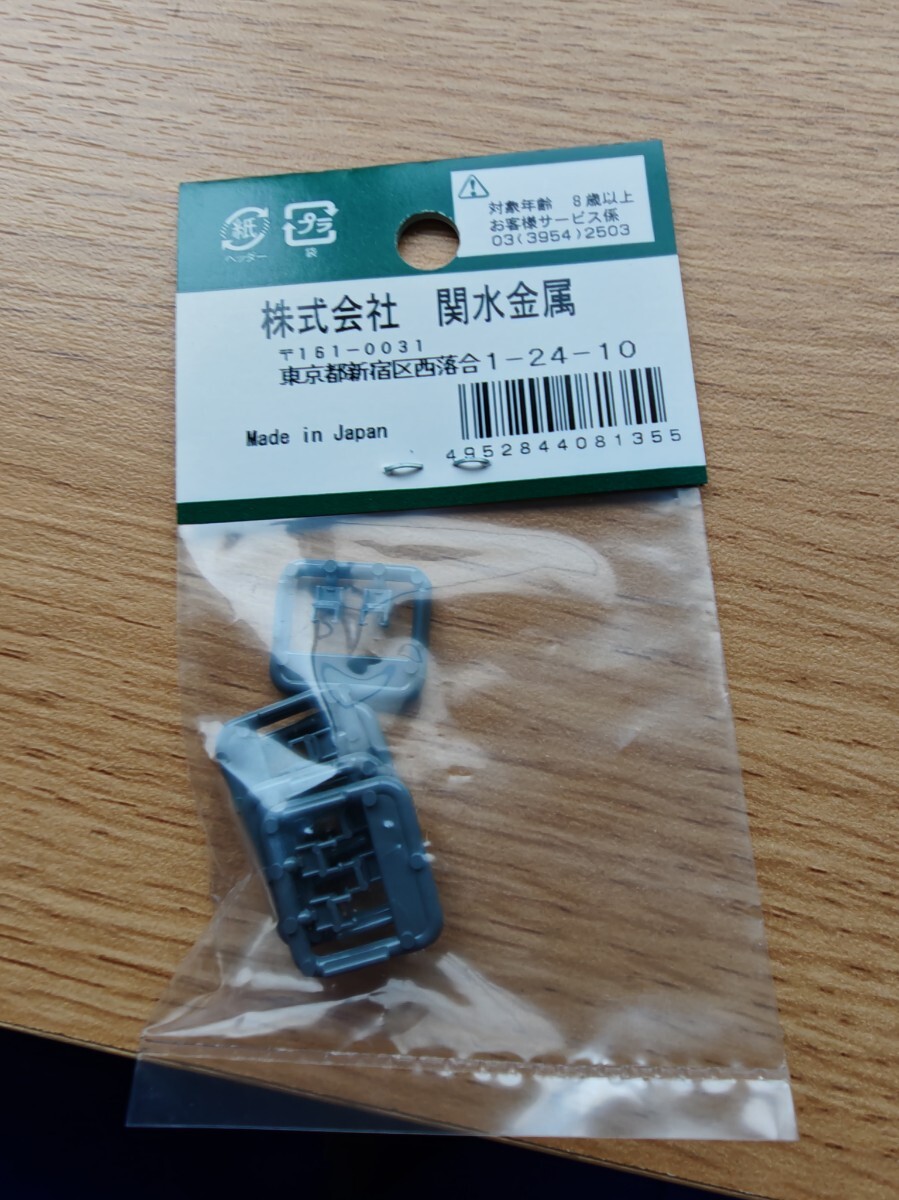 紙
ヘッダー
プラ
袋
対象年齢 8歳以上
お客様サービス係
03(3954)2503
株式会社 関水金属
〒161-0031
東京都新宿区西落合1-24-10
Made in Japan
4952844081355